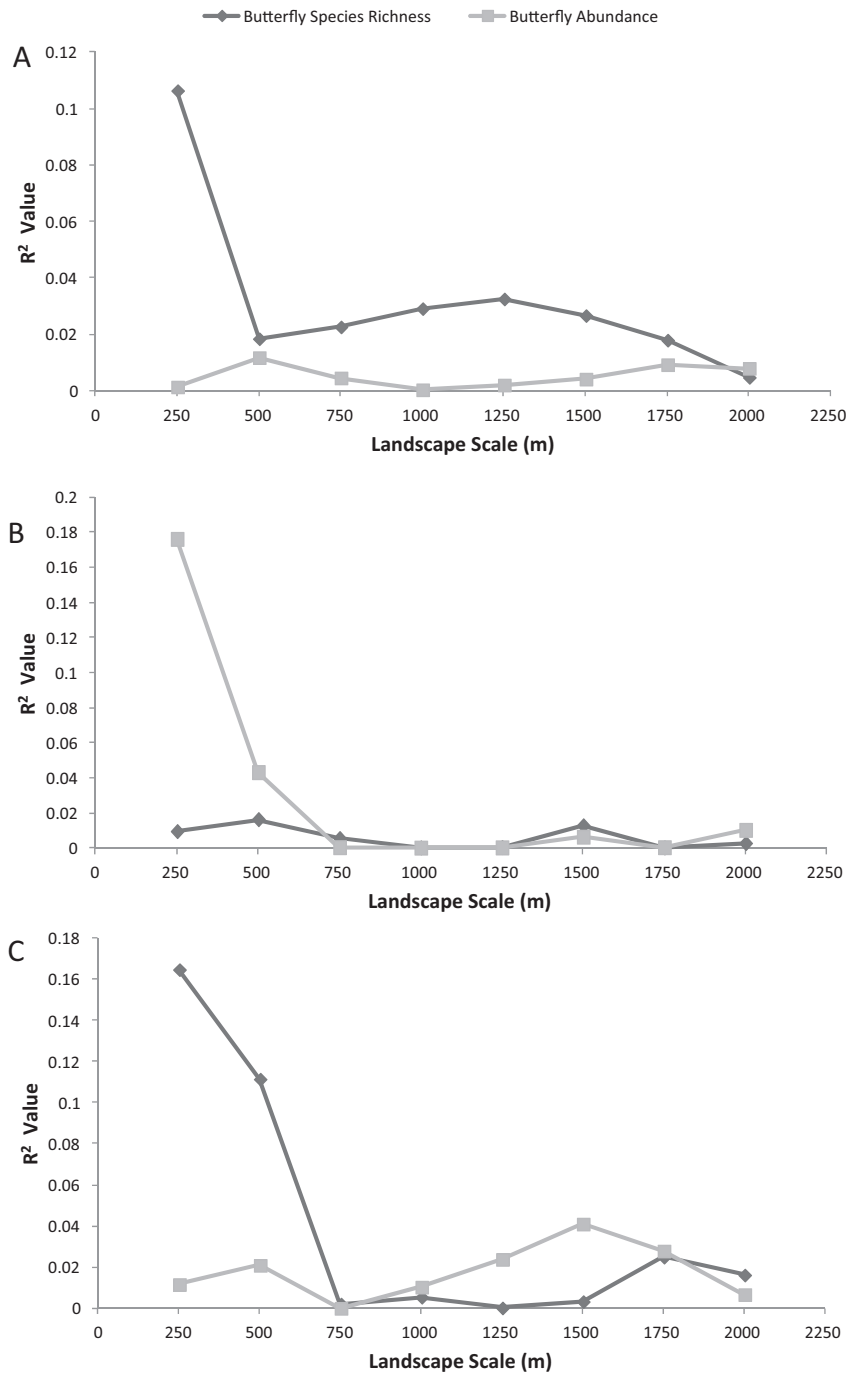 Butterfly Species Richness Butterfly Abundance
A
0.12
0.1
0.08
0.06
0.04
0.02
0
R² Value
0 250 500 750 1000 1250 1500 1750 2000 2250
Landscape Scale (m)
B
0.2
0.18
0.16
0.14
0.12
0.1
0.08
0.06
0.04
0.02
0
R² Value
0 250 500 750 1000 1250 1500 1750 2000 2250
Landscape Scale (m)
C
0.18
0.16
0.14
0.12
0.1
0.08
0.06
0.04
0.02
0
R² Value
0 250 500 750 1000 1250 1500 1750 2000 2250
Landscape Scale (m)